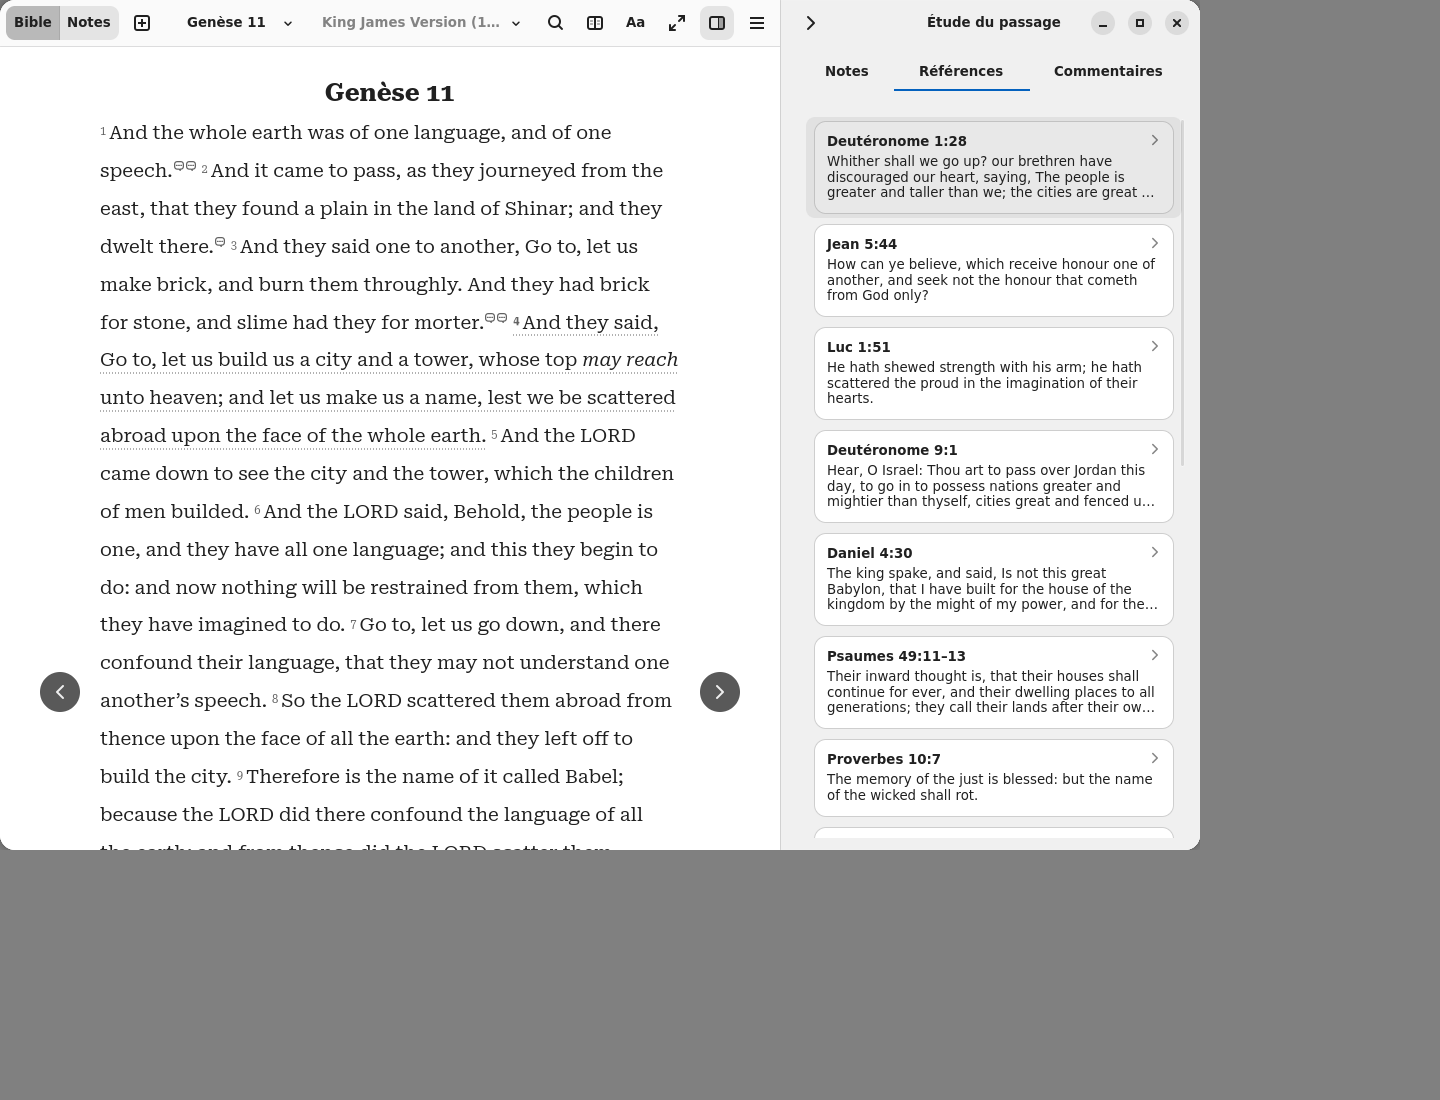 Bible Notes Genèse 11 King James Version (1… Aa
Étude du passage
Notes Références Commentaires
Genèse 11
1 And the whole earth was of one language, and of one
speech. 2 And it came to pass, as they journeyed from the
east, that they found a plain in the land of Shinar; and they
dwelt there. 3 And they said one to another, Go to, let us
make brick, and burn them throughly. And they had brick
for stone, and slime had they for morter. 4 And they said,
Go to, let us build us a city and a tower, whose top may reach
unto heaven; and let us make us a name, lest we be scattered
abroad upon the face of the whole earth. 5 And the LORD
came down to see the city and the tower, which the children
of men builded. 6 And the LORD said, Behold, the people is
one, and they have all one language; and this they begin to
do: and now nothing will be restrained from them, which
they have imagined to do. 7 Go to, let us go down, and there
confound their language, that they may not understand one
another’s speech. 8 So the LORD scattered them abroad from
thence upon the face of all the earth: and they left off to
build the city. 9 Therefore is the name of it called Babel;
because the LORD did there confound the language of all
the earth: and from thence did the LORD scatter them
Deutéronome 1:28
Whither shall we go up? our brethren have
discouraged our heart, saying, The people is
greater and taller than we; the cities are great …
Jean 5:44
How can ye believe, which receive honour one of
another, and seek not the honour that cometh
from God only?
Luc 1:51
He hath shewed strength with his arm; he hath
scattered the proud in the imagination of their
hearts.
Deutéronome 9:1
Hear, O Israel: Thou art to pass over Jordan this
day, to go in to possess nations greater and
mightier than thyself, cities great and fenced u…
Daniel 4:30
The king spake, and said, Is not this great
Babylon, that I have built for the house of the
kingdom by the might of my power, and for the…
Psaumes 49:11–13
Their inward thought is, that their houses shall
continue for ever, and their dwelling places to all
generations; they call their lands after their ow…
Proverbes 10:7
The memory of the just is blessed: but the name
of the wicked shall rot.